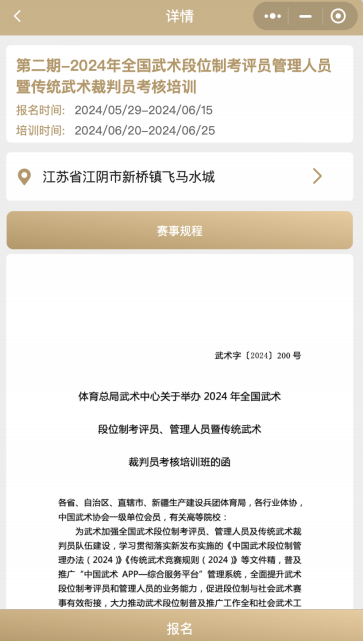 详情
第二期-2024年全国武术段位制考评员管理人员
暨传统武术裁判员考核培训
报名时间： 2024/05/29-2024/06/15
培训时间： 2024/06/20-2024/06/25
江苏省江阴市新桥镇飞马水城
赛事规程
武术字〔2024〕200 号
体育总局武术中心关于举办 2024 年全国武术
段位制考评员、管理人员暨传统武术
裁判员考核培训班的函
各省、自治区、直辖市、新疆生产建设兵团体育局，各行业体协，
中国武术协会一级单位会员，有关高等院校：
为武术加强全国武术段位制考评员、管理人员及传统武术裁
判员队伍建设，学习贯彻落实新发布实施的《中国武术段位制管
理办法（2024）》《传统武术竞赛规则（2024）》等文件精神，普及
推广“中国武术 APP—综合服务平台”管理系统，全面提升武术
段位制考评员和管理人员的业务能力，促进段位制与社会武术赛
事有效衔接，大力推动武术段位制普及推广工作全和社会武术工
报名